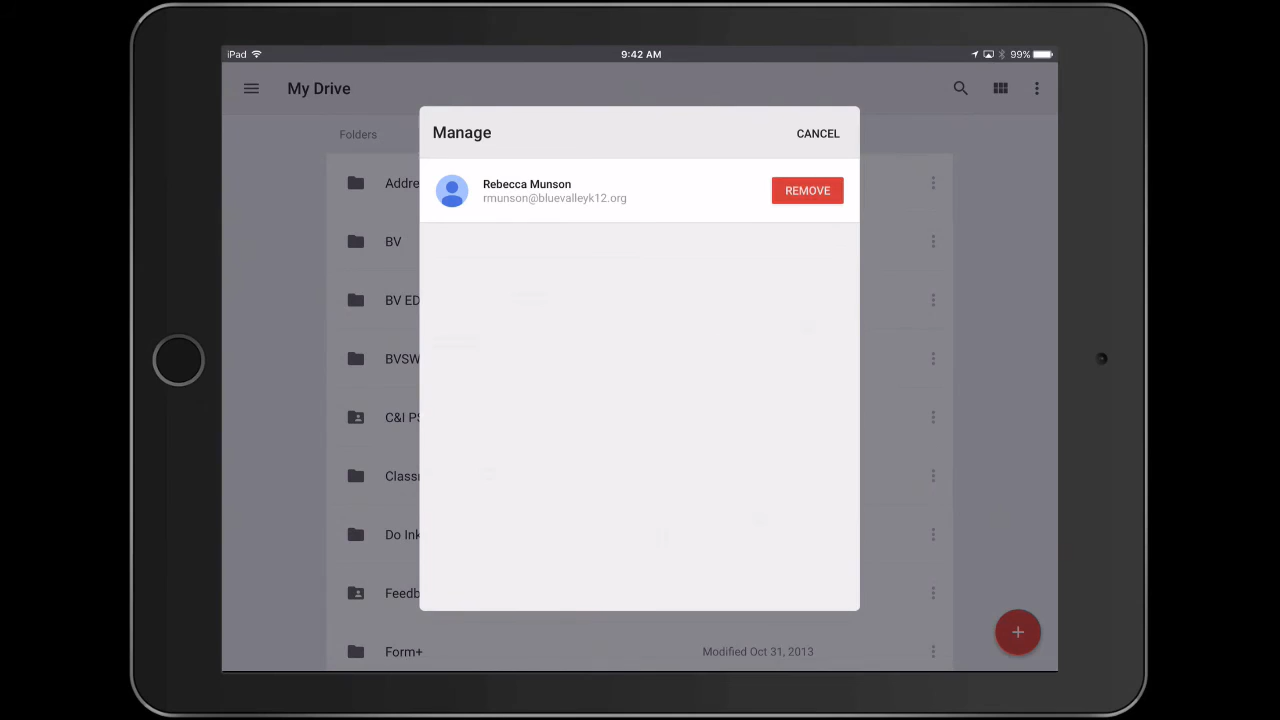 iPad 9:42 AM 99%
My Drive
Folders
Manage CANCEL
Rebecca Munson
rmunson@bluevalleyk12.org
REMOVE
Addre
BV
BV ED
BVSW
C&I PS
Class
Do Ink
Feedb
Form+ Modified Oct 31, 2013